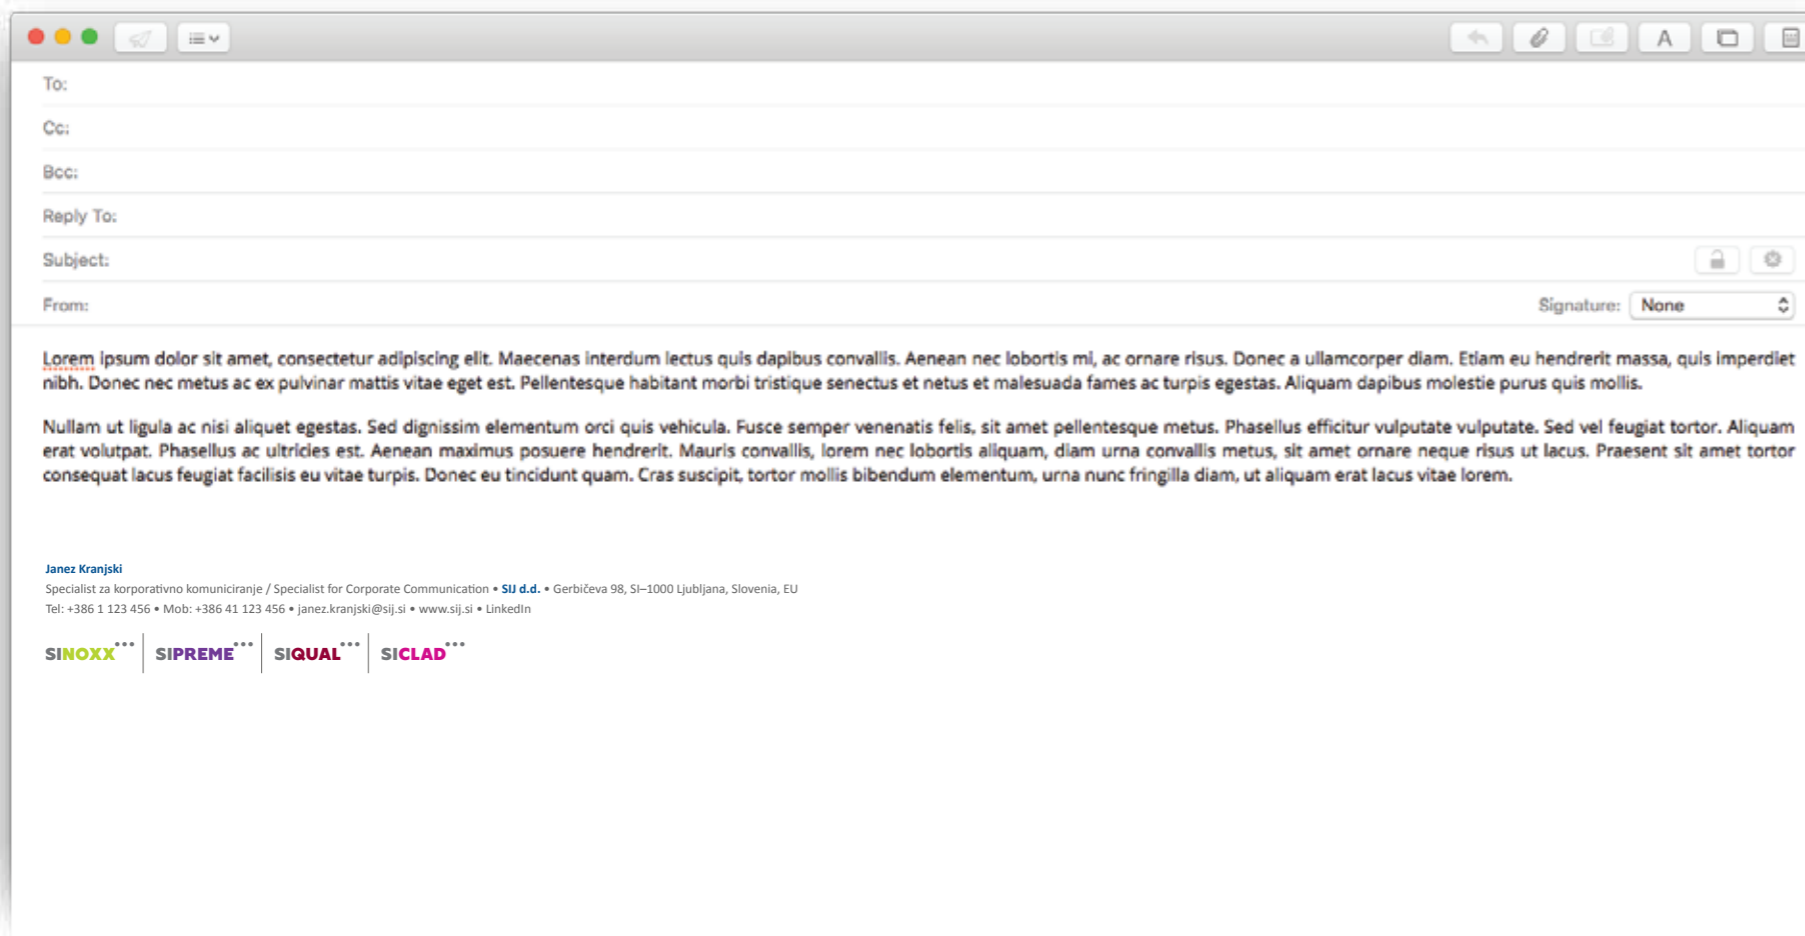 To:
Cc:
Bcc:
Reply To:
Subject:
From:
Signature: None
Lorem ipsum dolor sit amet, consectetur adipiscing elit. Maecenas interdum lectus quis dapibus convallis. Aenean nec lobortis mi, ac ornare risus. Donec a ullamcorper diam. Etiam eu hendrerit massa, quis imperdiet
nibh. Donec nec metus ac ex pulvinar mattis vitae eget est. Pellentesque habitant morbi tristique senectus et netus et malesuada fames ac turpis egestas. Aliquam dapibus molestie purus quis mollis.
Nullam ut ligula ac nisi aliquet egestas. Sed dignissim elementum orci quis vehicula. Fusce semper venenatis felis, sit amet pellentesque metus. Phasellus efficitur vulputate vulputate. Sed vel feugiat tortor. Aliquam
erat volutpat. Phasellus ac ultricies est. Aenean maximus posuere hendrerit. Mauris convallis, lorem nec lobortis aliquam, diam urna convallis metus, sit amet ornare neque risus ut lacus. Praesent sit amet tortor
consequat lacus feugiat facilisis eu vitae turpis. Donec eu tincidunt quam. Cras suscipit, tortor mollis bibendum elementum, urna nunc fringilla diam, ut aliquam erat lacus vitae lorem.
Janez Kranjski
Specialist za korporativno komuniciranje / Specialist for Corporate Communication • SIJ d.d. • Gerbičeva 98, SI–1000 Ljubljana, Slovenia, EU
Tel: +386 1 123 456 • Mob: +386 41 123 456 • janez.kranjski@sij.si • www.sij.si • LinkedIn
SINOXX••• SIPREME••• SIQUAL••• SICLAD•••